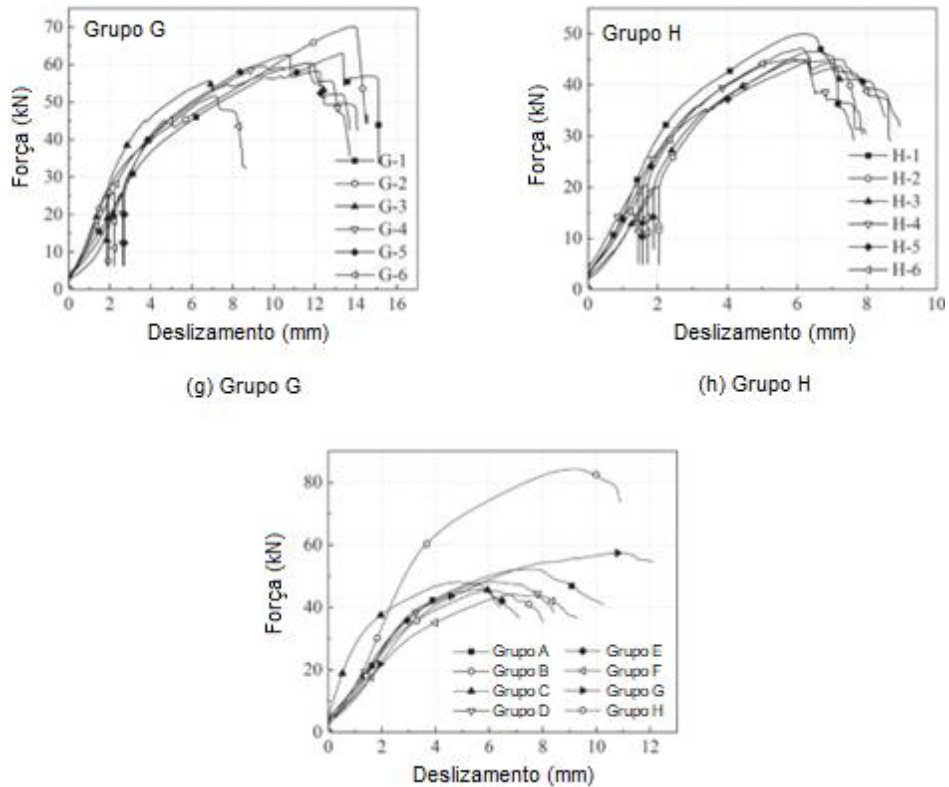 Grupo G
Força (kN)
70
60
50
40
30
20
10
0
G-1
G-2
G-3
G-4
G-5
G-6
0 2 4 6 8 10 12 14 16
Deslizamento (mm)
(g) Grupo G
Grupo H
Força (kN)
50
40
30
20
10
0
H-1
H-2
H-3
H-4
H-5
H-6
0 2 4 6 8 10
Deslizamento (mm)
(h) Grupo H
Força (kN)
80
60
40
20
0
Grupo A Grupo E
Grupo B Grupo F
Grupo C Grupo G
Grupo D Grupo H
0 2 4 6 8 10 12
Deslizamento (mm)